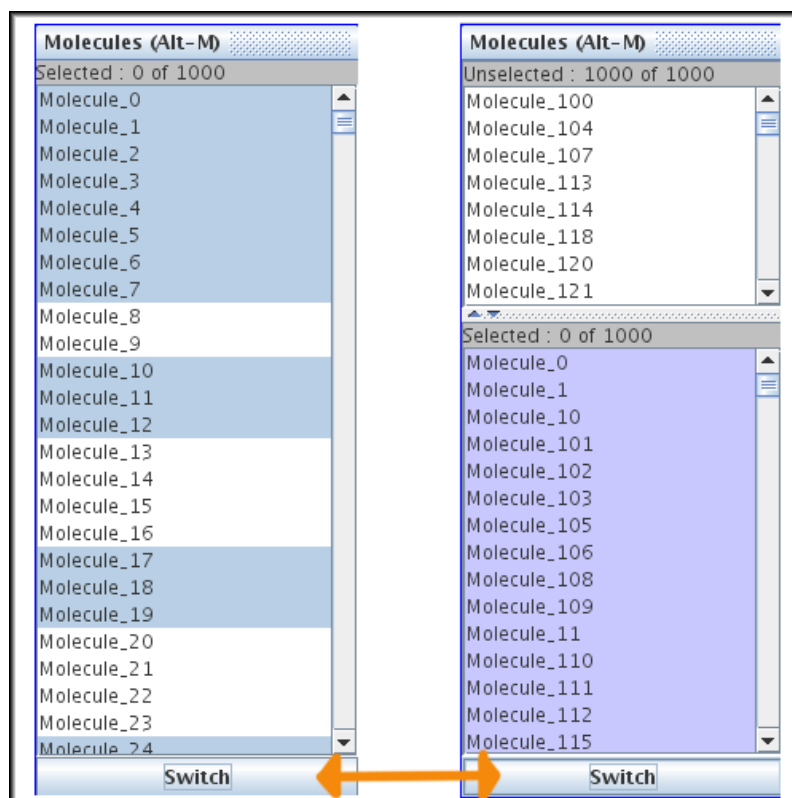 Molecules (Alt-M)
Selected : 0 of 1000
Molecule_0
Molecule_1
Molecule_2
Molecule_3
Molecule_4
Molecule_5
Molecule_6
Molecule_7
Molecule_8
Molecule_9
Molecule_10
Molecule_11
Molecule_12
Molecule_13
Molecule_14
Molecule_15
Molecule_16
Molecule_17
Molecule_18
Molecule_19
Molecule_20
Molecule_21
Molecule_22
Molecule_23
Molecule_24
Switch
Molecules (Alt-M)
Unselected : 1000 of 1000
Molecule_100
Molecule_104
Molecule_107
Molecule_113
Molecule_114
Molecule_118
Molecule_120
Molecule_121
Selected : 0 of 1000
Molecule_0
Molecule_1
Molecule_10
Molecule_101
Molecule_102
Molecule_103
Molecule_105
Molecule_106
Molecule_108
Molecule_109
Molecule_11
Molecule_110
Molecule_111
Molecule_112
Molecule_115
Switch